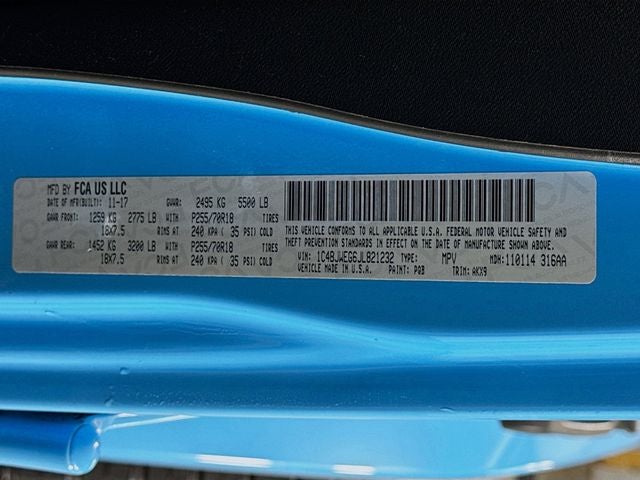 MFD BY FCA US LLC
DATE OF MFR(BUILT): 11-17 GVWR: 2495 KG 5500 LB
GAWR FRONT: 1259 KG 2775 LB WITH P255/70R18 TIRES
18X7.5 RIMS AT 240 KPA ( 35 PSI) COLD
GAWR REAR: 1452 KG 3200 LB WITH P255/70R18 TIRES
18X7.5 RIMS AT 240 KPA ( 35 PSI) COLD
THIS VEHICLE CONFORMS TO ALL APPLICABLE U.S.A. FEDERAL MOTOR VEHICLE SAFETY AND
THEFT PREVENTION STANDARDS IN EFFECT ON THE DATE OF MANUFACTURE SHOWN ABOVE.
VIN: 1C4BJWEG6JL821232 TYPE: MPV MDH: 110114 316AA
VEHICLE MADE IN U.S.A. PAINT: PQB TRIM: AKX9